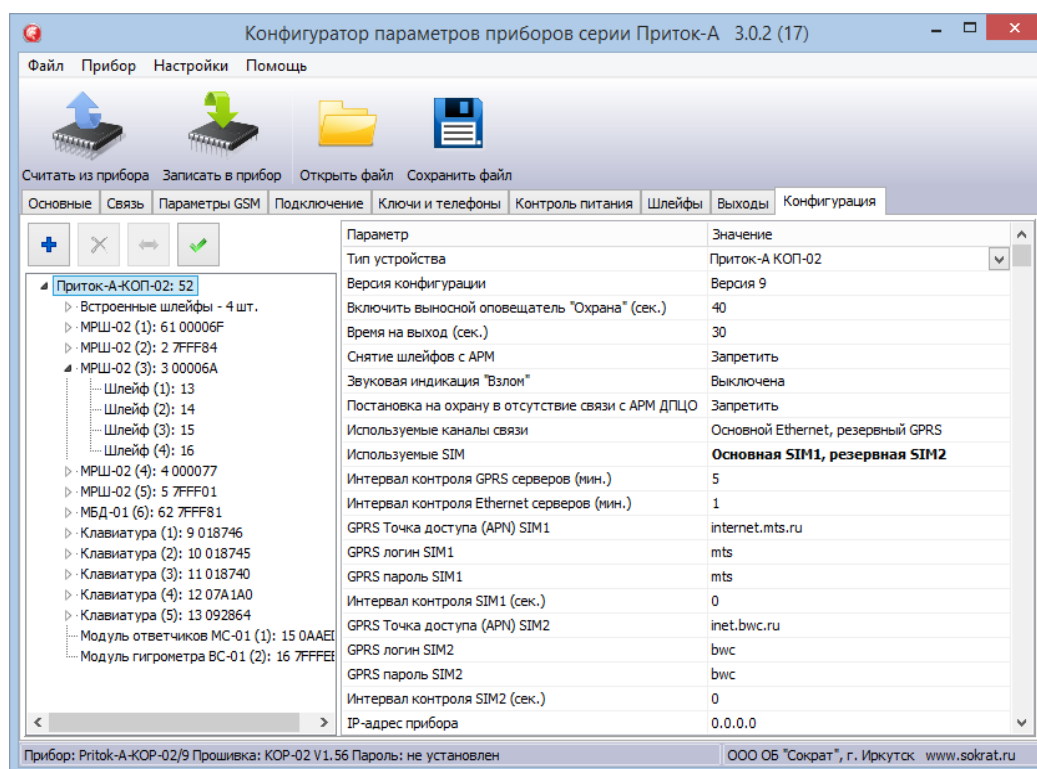 Конфигуратор параметров приборов серии Приток-А 3.0.2 (17)
Файл Прибор Настройки Помощь
Считать из прибора Записать в прибор Открыть файл Сохранить файл
Основные Связь Параметры GSM Подключение Ключи и телефоны Контроль питания Шлейфы Выходы Конфигурация
Приток-А-КОП-02: 52
Встроенные шлейфы - 4 шт.
МРШ-02 (1): 61 00006F
МРШ-02 (2): 2 7FFF84
МРШ-02 (3): 3 00006A
Шлейф (1): 13
Шлейф (2): 14
Шлейф (3): 15
Шлейф (4): 16
МРШ-02 (4): 4 000077
МРШ-02 (5): 5 7FFF01
МБД-01 (6): 62 7FFF81
Клавиатура (1): 9 018746
Клавиатура (2): 10 018745
Клавиатура (3): 11 018740
Клавиатура (4): 12 07A1A0
Клавиатура (5): 13 092864
Модуль ответчиков МС-01 (1): 15 0AAE
Модуль гигрометра ВС-01 (2): 16 7FFFE
Параметр Значение
Тип устройства Приток-А КОП-02
Версия конфигурации Версия 9
Включить выносной оповещатель "Охрана" (сек.) 40
Время на выход (сек.) 30
Снятие шлейфов с АРМ Запретить
Звуковая индикация "Взлом" Выключена
Постановка на охрану в отсутствие связи с АРМ ДПЦО Запретить
Используемые каналы связи Основной Ethernet, резервный GPRS
Используемые SIM Основная SIM1, резервная SIM2
Интервал контроля GPRS серверов (мин.) 5
Интервал контроля Ethernet серверов (мин.) 1
GPRS Точка доступа (APN) SIM1 internet.mts.ru
GPRS логин SIM1 mts
GPRS пароль SIM1 mts
Интервал контроля SIM1 (сек.) 0
GPRS Точка доступа (APN) SIM2 inet.bwc.ru
GPRS логин SIM2 bwc
GPRS пароль SIM2 bwc
Интервал контроля SIM2 (сек.) 0
IP-адрес прибора 0.0.0.0
Прибор: Pritok-A-KOP-02/9 Прошивка: KOP-02 V1.56 Пароль: не установлен ООО ОБ "Сократ", г. Иркутск www.sokrat.ru